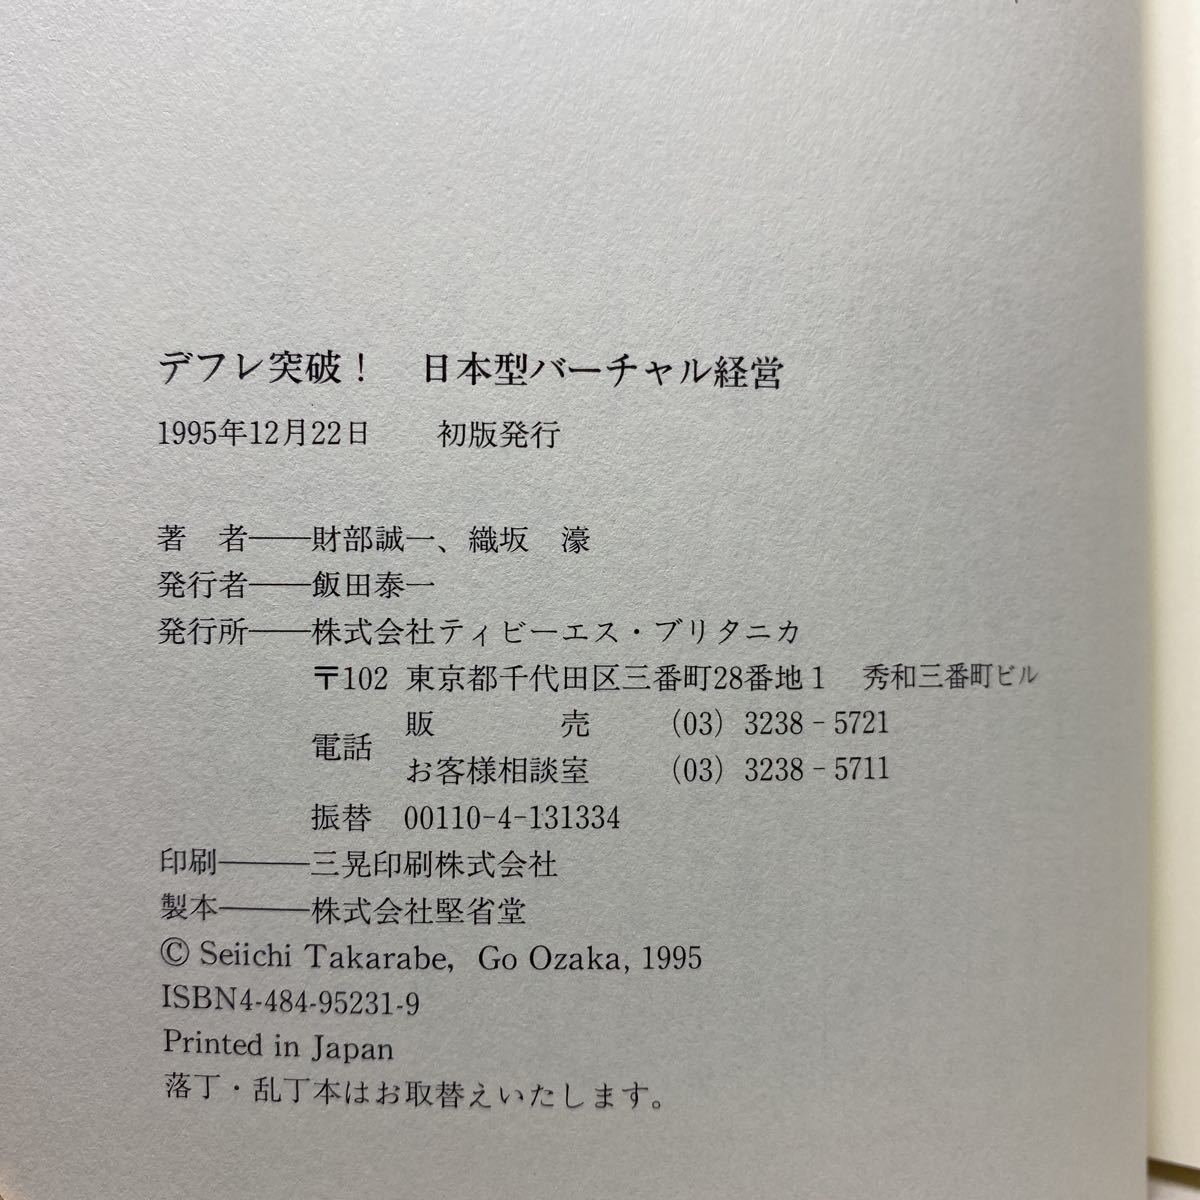 デフレ突破！　日本型バーチャル経営
1995年12月22日　　初版発行
著　者——財部誠一、織坂　濠
発行者——飯田泰一
発行所——株式会社ティビーエス・ブリタニカ
〒102 東京都千代田区三番町28番地1　秀和三番町ビル
電話　販　　　売　　(03) 3238-5721
お客様相談室　　(03) 3238-5711
振替　00110-4-131334
印刷———三晃印刷株式会社
製本———株式会社堅省堂
© Seiichi Takarabe, Go Ozaka, 1995
ISBN4-484-95231-9
Printed in Japan
落丁・乱丁本はお取替えいたします。